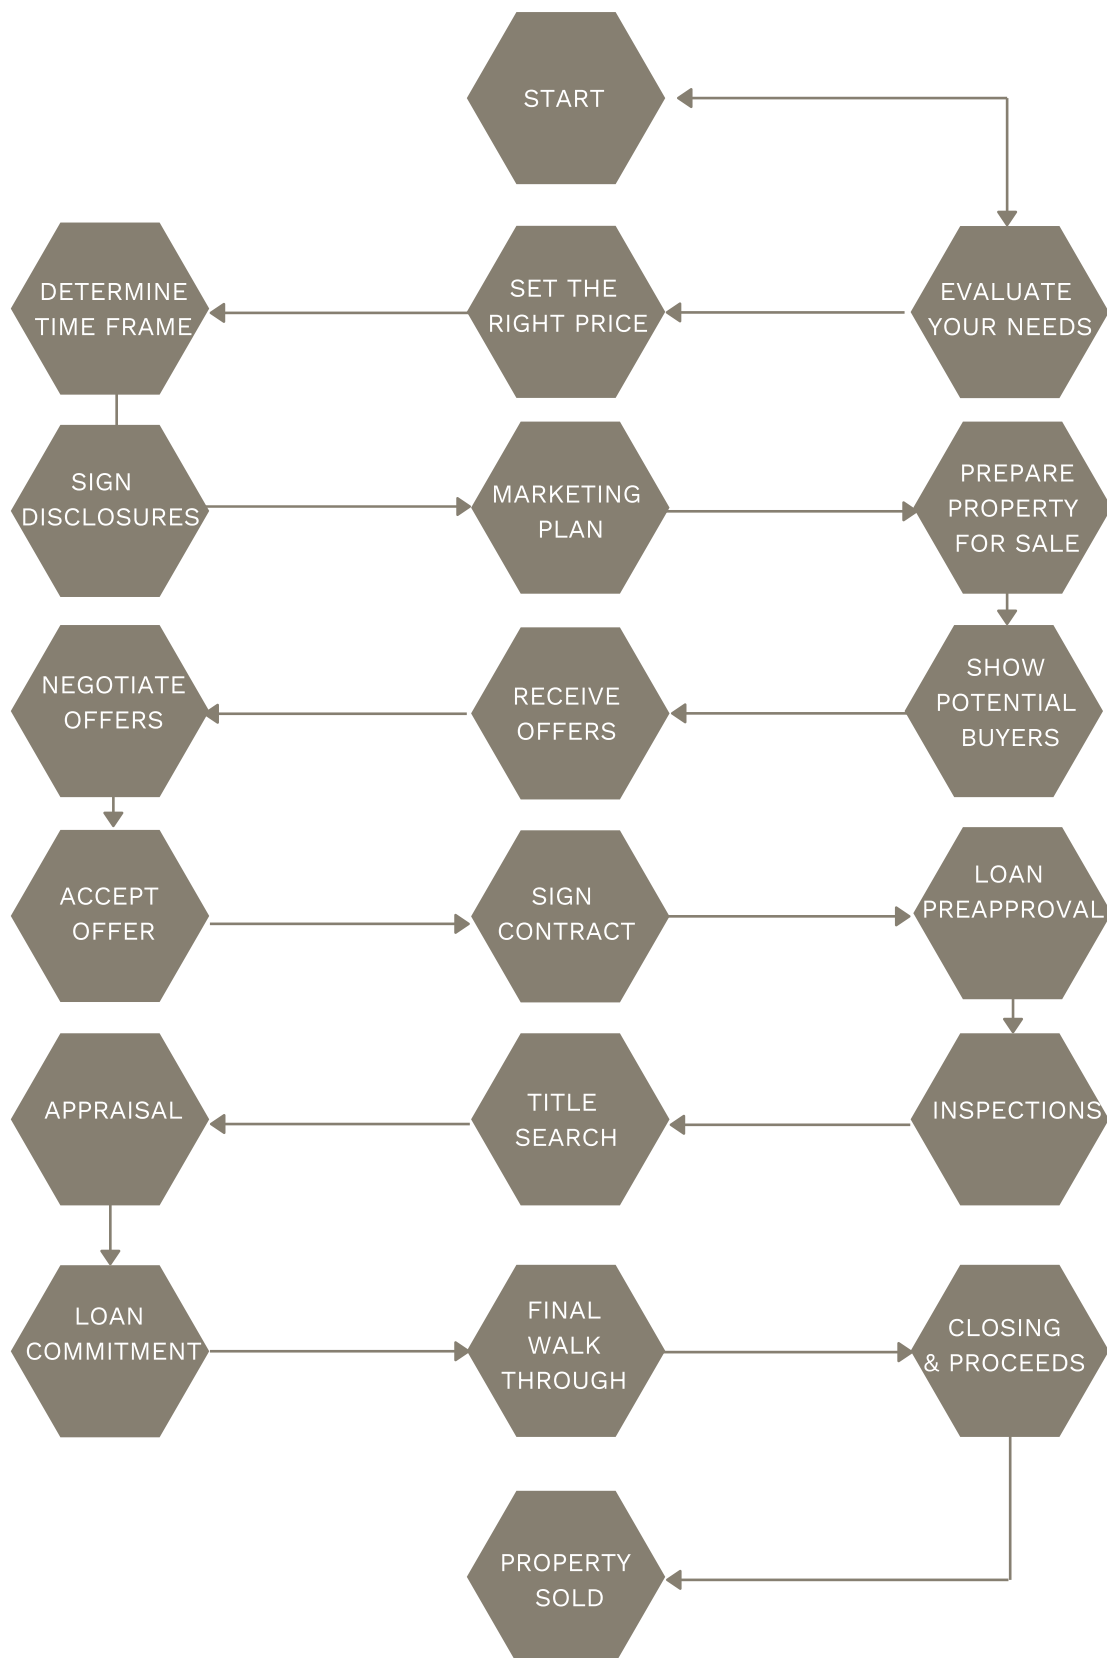 START
EVALUATE
YOUR NEEDS
SET THE
RIGHT PRICE
DETERMINE
TIME FRAME
SIGN
DISCLOSURES
MARKETING
PLAN
PREPARE
PROPERTY
FOR SALE
SHOW
POTENTIAL
BUYERS
RECEIVE
OFFERS
NEGOTIATE
OFFERS
ACCEPT
OFFER
SIGN
CONTRACT
LOAN
PREAPPROVAL
INSPECTIONS
TITLE
SEARCH
APPRAISAL
LOAN
COMMITMENT
FINAL
WALK
THROUGH
CLOSING
& PROCEEDS
PROPERTY
SOLD